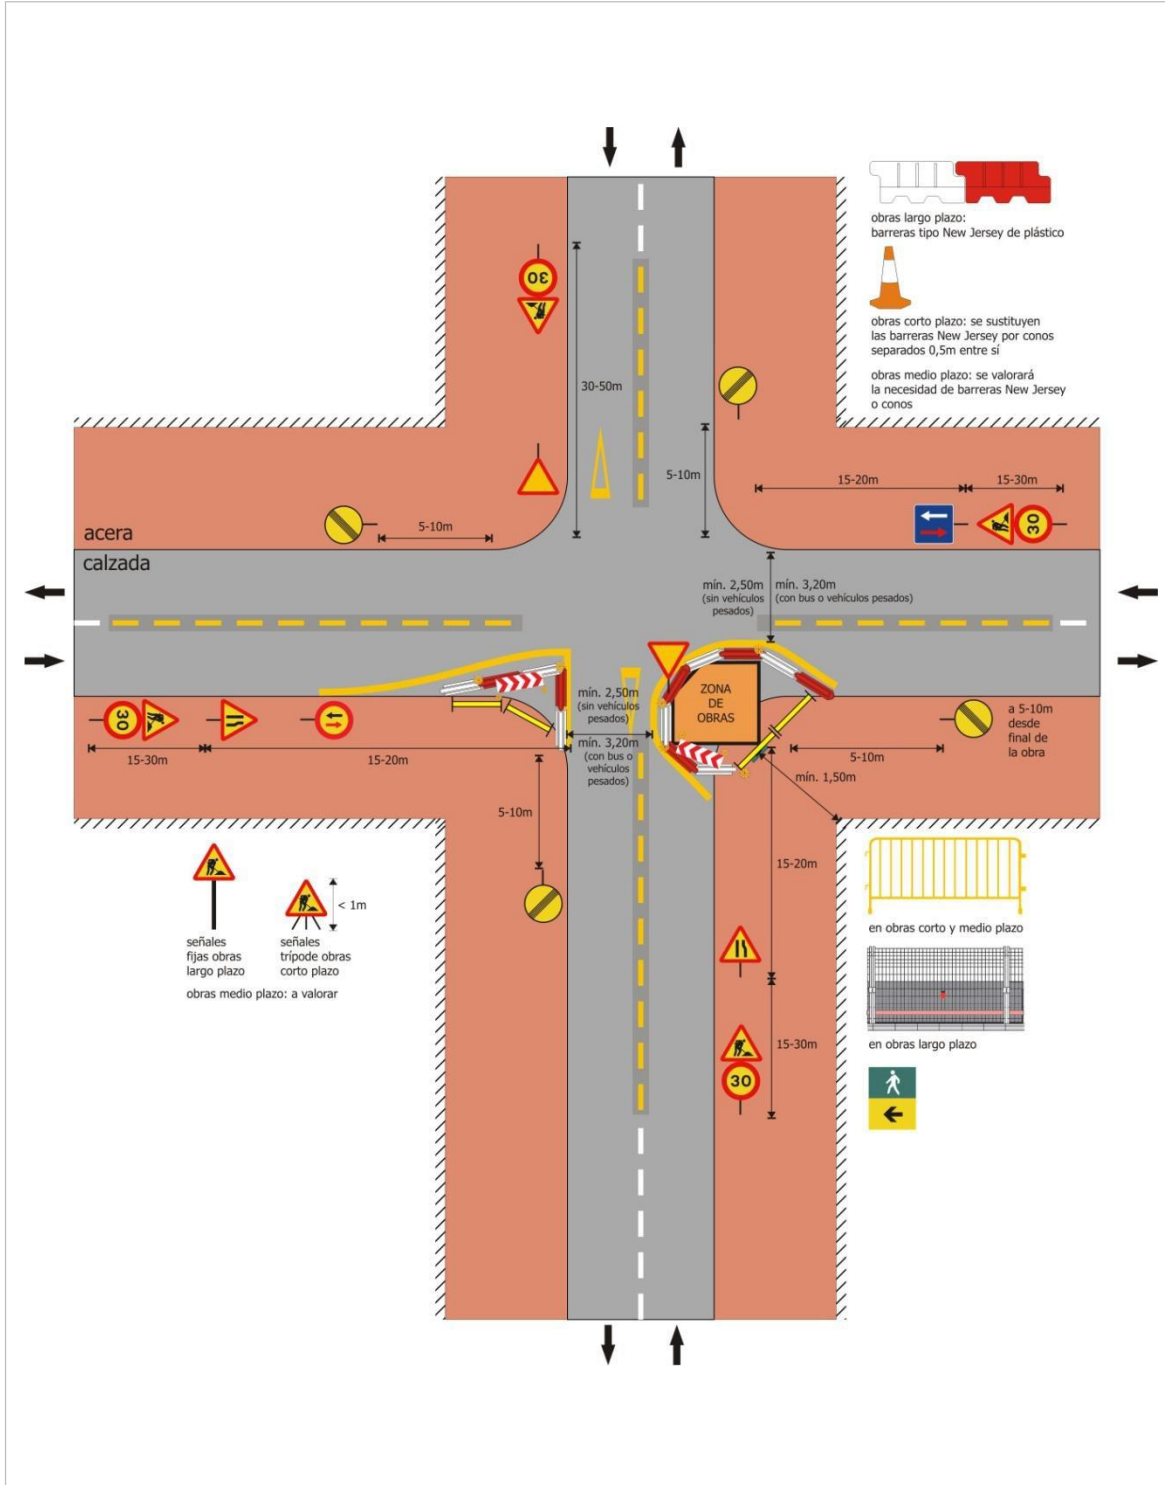 obras largo plazo:
barreras tipo New Jersey de plástico
30
obras corto plazo: se sustituyen
las barreras New Jersey por conos
separados 0,5m entre sí
obras medio plazo: se valorará
la necesidad de barreras New Jersey
o conos
30-50m
5-10m
15-20m
15-30m
30
5-10m
acera
calzada
mín. 2,50m
(sin vehículos
pesados)
mín. 3,20m
(con bus o vehículos pesados)
ZONA
DE
OBRAS
mín. 2,50m
(sin vehículos
pesados)
mín. 3,20m
(con bus o
vehículos
pesados)
30
15-30m
15-20m
a 5-10m
desde
final de
la obra
5-10m
mín. 1,50m
5-10m
15-20m
< 1m
señales
fijas obras
largo plazo
señales
trípode obras
corto plazo
obras medio plazo: a valorar
en obras corto y medio plazo
15-30m
30
en obras largo plazo